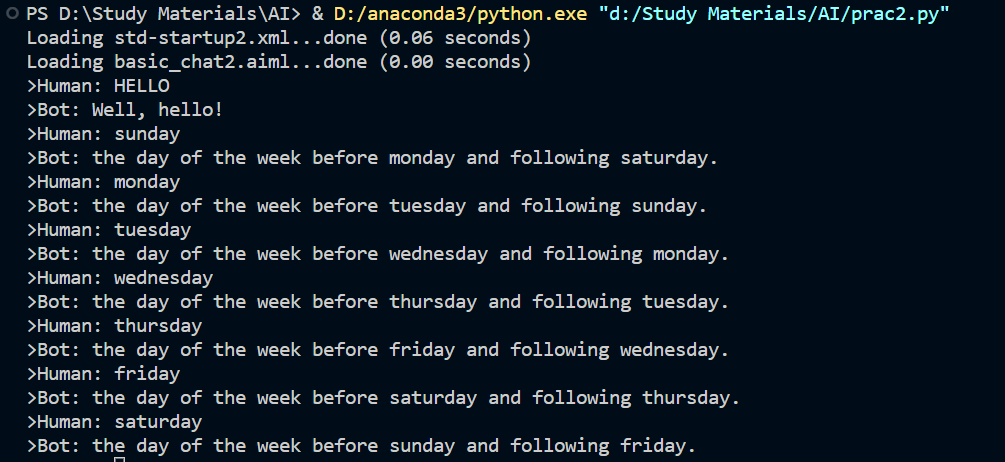 PS D:\Study Materials\AI> & D:/anaconda3/python.exe "d:/Study Materials/AI/prac2.py"
Loading std-startup2.xml...done (0.06 seconds)
Loading basic_chat2.aiml...done (0.00 seconds)
>Human: HELLO
>Bot: Well, hello!
>Human: sunday
>Bot: the day of the week before monday and following saturday.
>Human: monday
>Bot: the day of the week before tuesday and following sunday.
>Human: tuesday
>Bot: the day of the week before wednesday and following monday.
>Human: wednesday
>Bot: the day of the week before thursday and following tuesday.
>Human: thursday
>Bot: the day of the week before friday and following wednesday.
>Human: friday
>Bot: the day of the week before saturday and following thursday.
>Human: saturday
>Bot: the day of the week before sunday and following friday.